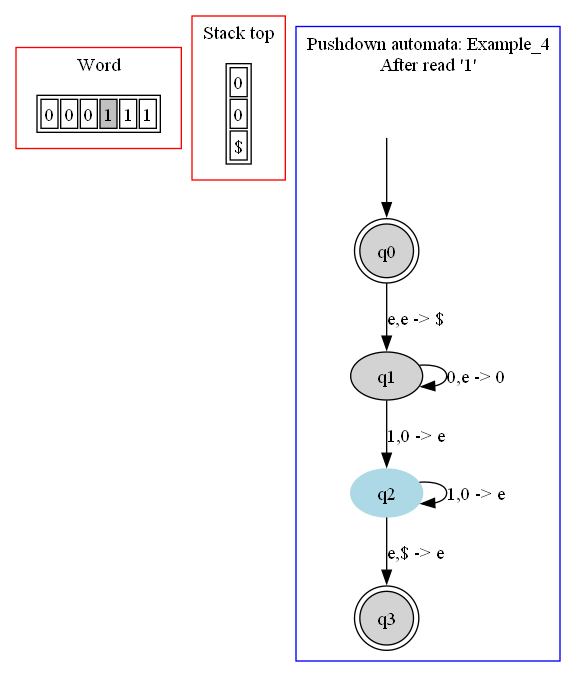 Word
0 0 0 1 1 1
Stack top
0
0
$
Pushdown automata: Example_4
After read '1'
q0
e,e -> $
q1
0,e -> 0
1,0 -> e
q2
1,0 -> e
e,$ -> e
q3